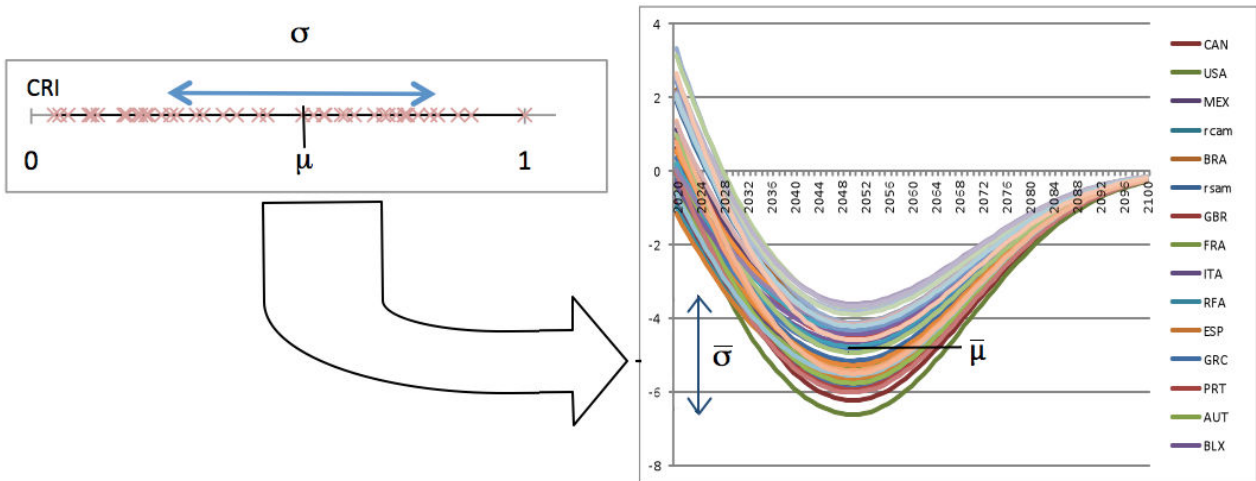 σ
CRI
0
μ
1
4
2
0
-2
-4
-6
-8
2020
2024
2028
2032
2036
2040
2044
2048
2052
2056
2060
2064
2068
2072
2076
2080
2084
2088
2092
2096
2100
σ̅
μ̅
CAN
USA
MEX
rcam
BRA
rsam
GBR
FRA
ITA
RFA
ESP
GRC
PRT
AUT
BLX